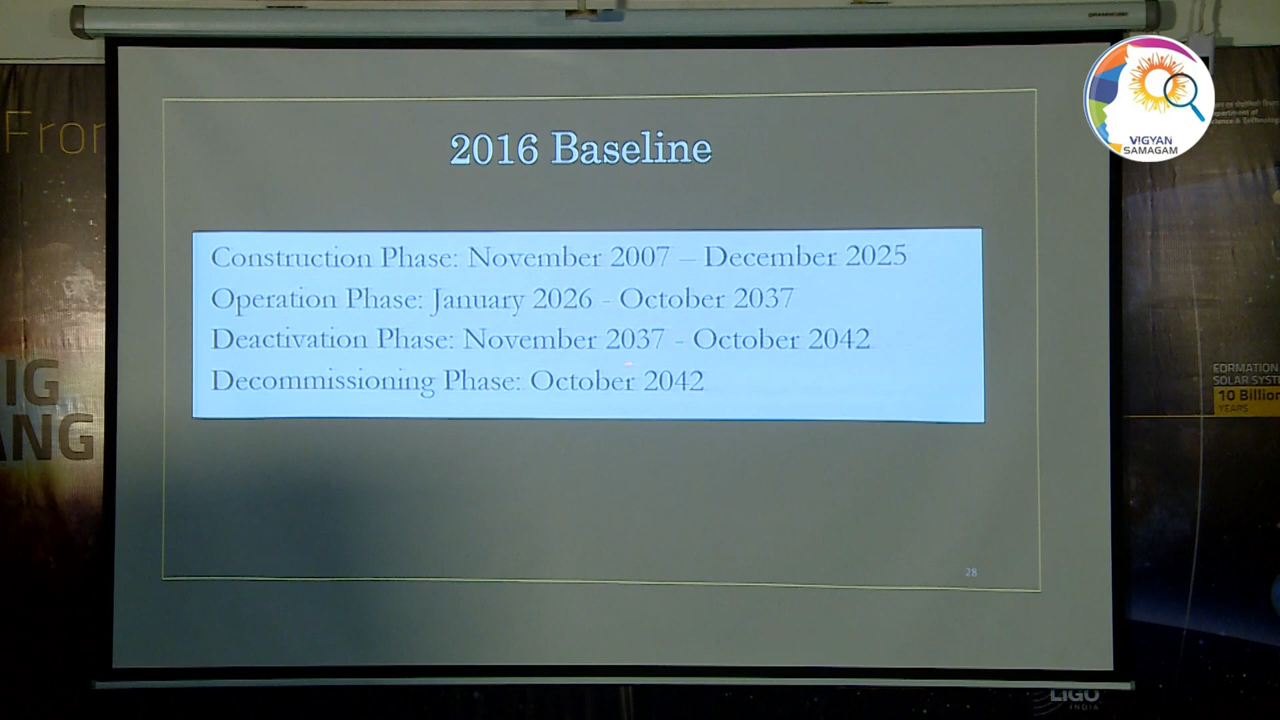 2016 Baseline
Construction Phase: November 2007 – December 2025
Operation Phase: January 2026 - October 2037
Deactivation Phase: November 2037 - October 2042
Decommissioning Phase: October 2042
28
VIGYAN
SAMAGAM
From
IG
ANG
FORMATION
SOLAR SYST
10 Billion
YEARS
LIGO
INDIA